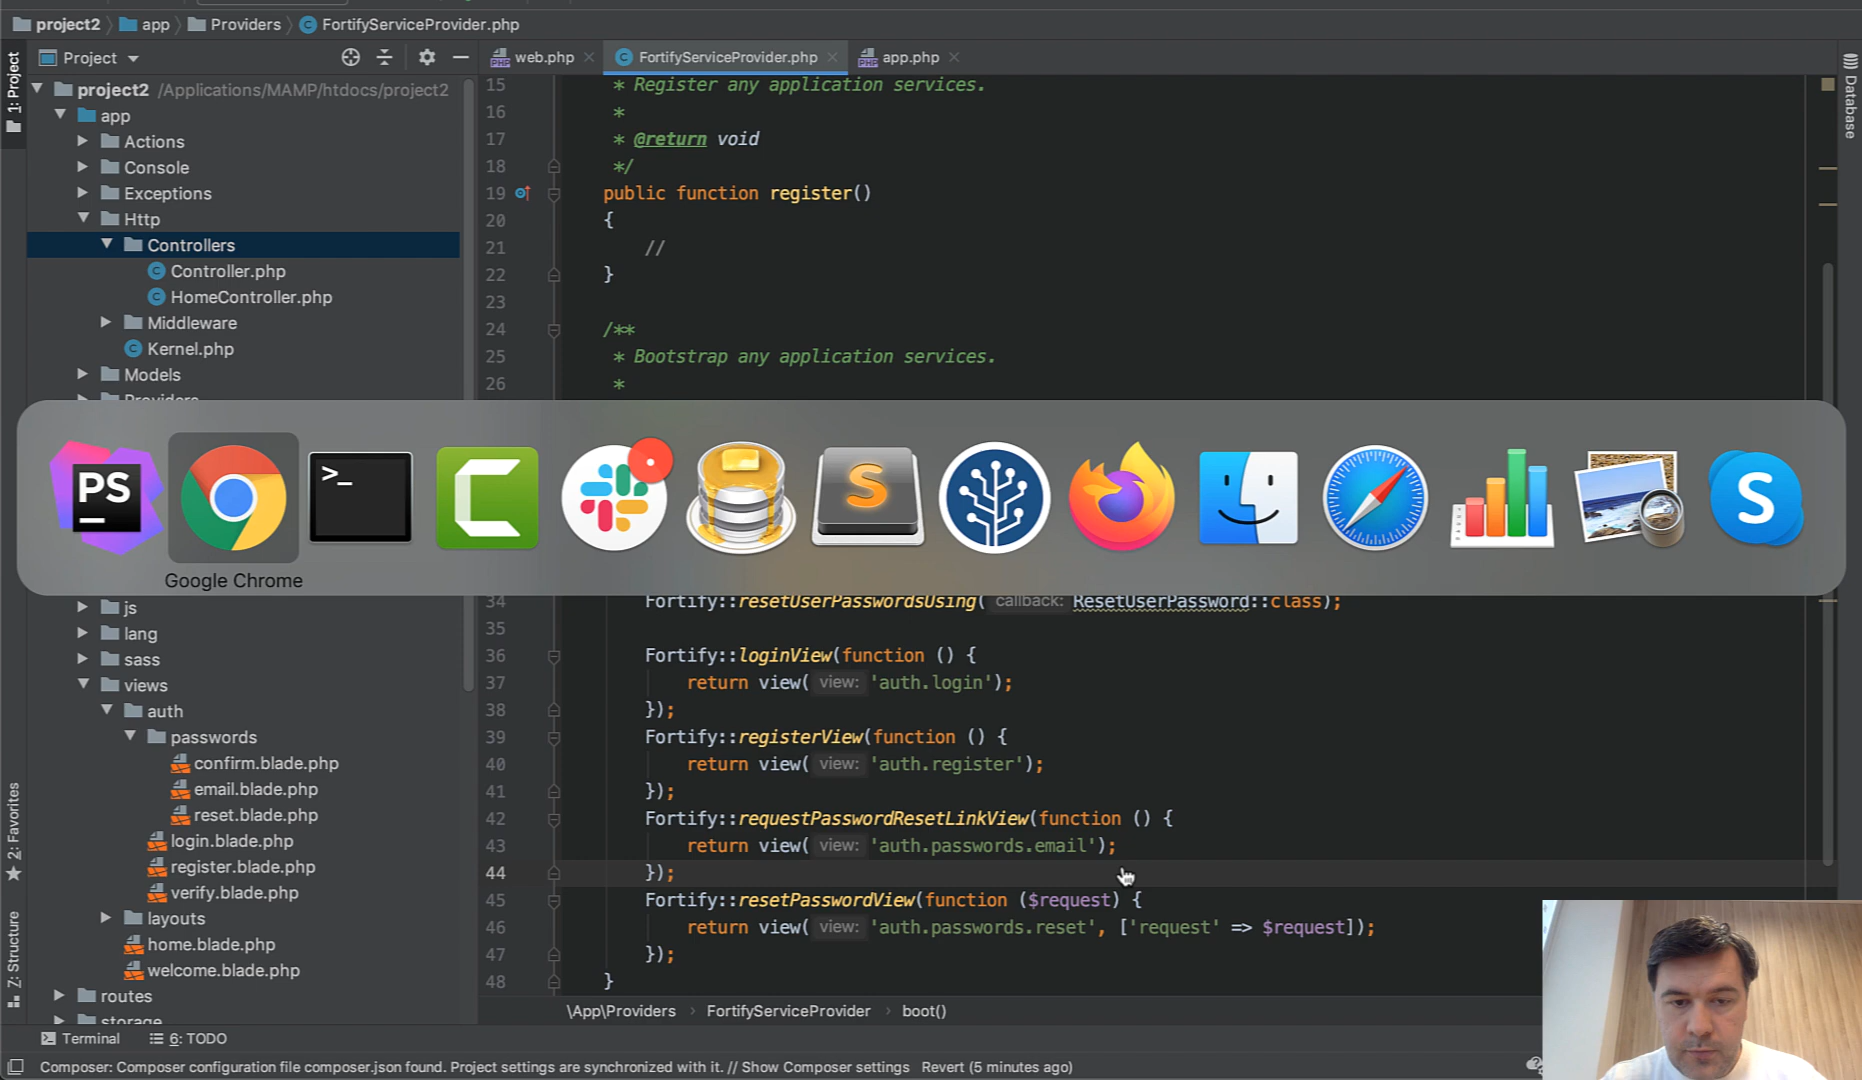 project2 app Providers FortifyServiceProvider.php
Project
web.php FortifyServiceProvider.php app.php
1: Project
project2 /Applications/MAMP/htdocs/project2
app
Actions
Console
Exceptions
Http
Controllers
Controller.php
HomeController.php
Middleware
Kernel.php
Models
Providers
js
lang
sass
views
auth
passwords
confirm.blade.php
email.blade.php
reset.blade.php
login.blade.php
register.blade.php
verify.blade.php
layouts
home.blade.php
welcome.blade.php
routes
storage
2: Favorites
7: Structure
15 * Register any application services.
16 *
17 * @return void
18 */
19 public function register()
20 {
21 //
22 }
23
24 /**
25 * Bootstrap any application services.
26 *
PS
>_
S
S
Google Chrome
34 Fortify::resetUserPasswordsUsing( callback: ResetUserPassword::class);
35
36 Fortify::loginView(function () {
37 return view( view: 'auth.login');
38 });
39 Fortify::registerView(function () {
40 return view( view: 'auth.register');
41 });
42 Fortify::requestPasswordResetLinkView(function () {
43 return view( view: 'auth.passwords.email');
44 });
45 Fortify::resetPasswordView(function ($request) {
46 return view( view: 'auth.passwords.reset', ['request' => $request]);
47 });
48 }
Database
\App\Providers › FortifyServiceProvider › boot()
Terminal 6: TODO
Composer: Composer configuration file composer.json found. Project settings are synchronized with it. // Show Composer settings Revert (5 minutes ago)